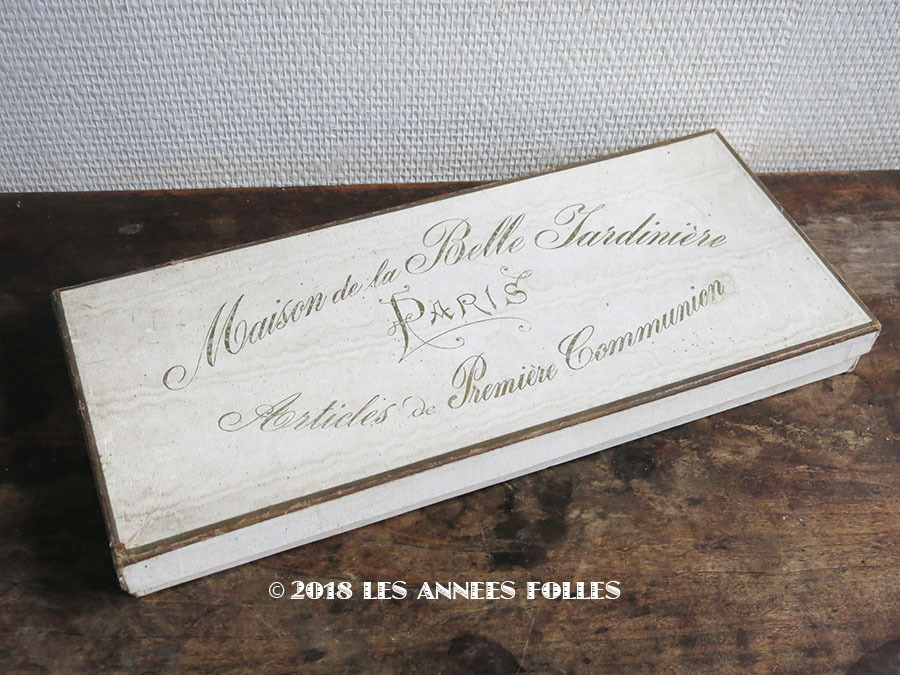 Maison de la Belle Jardinière
PARIS
Articles de Première Communion
© 2018 LES ANNEES FOLLES